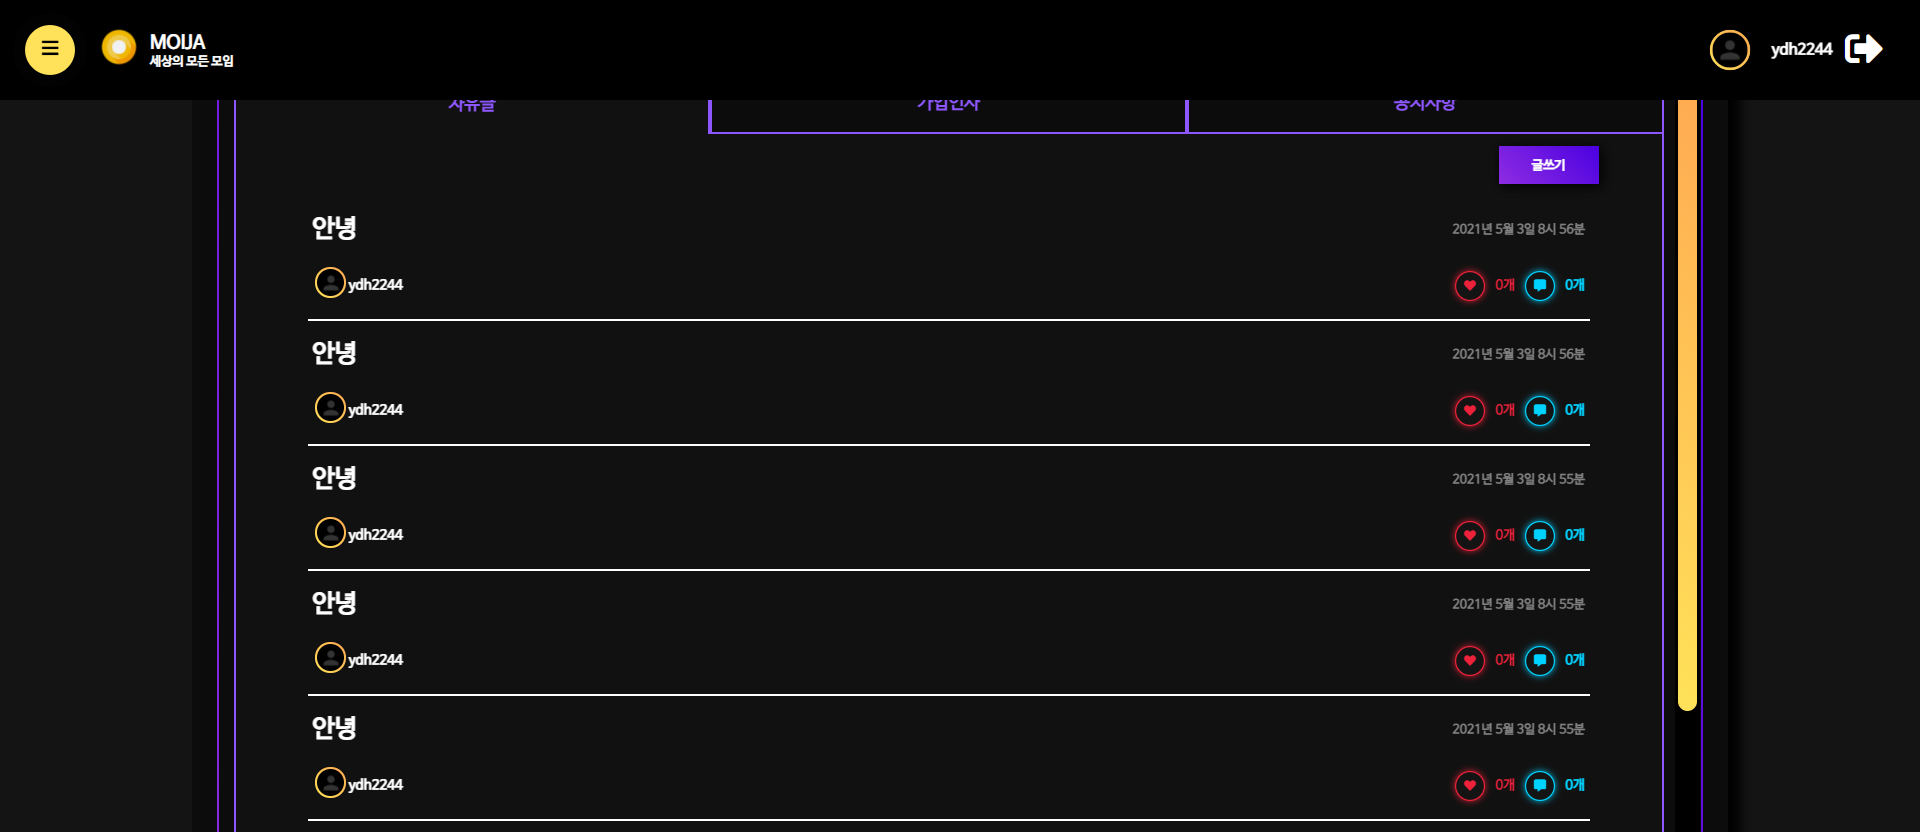 MOIJA
세상의 모든 모임
ydh2244
자유글
가입인사
공지사항
글쓰기
안녕
2021년 5월 3일 8시 56분
ydh2244
0개
0개
안녕
2021년 5월 3일 8시 56분
ydh2244
0개
0개
안녕
2021년 5월 3일 8시 55분
ydh2244
0개
0개
안녕
2021년 5월 3일 8시 55분
ydh2244
0개
0개
안녕
2021년 5월 3일 8시 55분
ydh2244
0개
0개